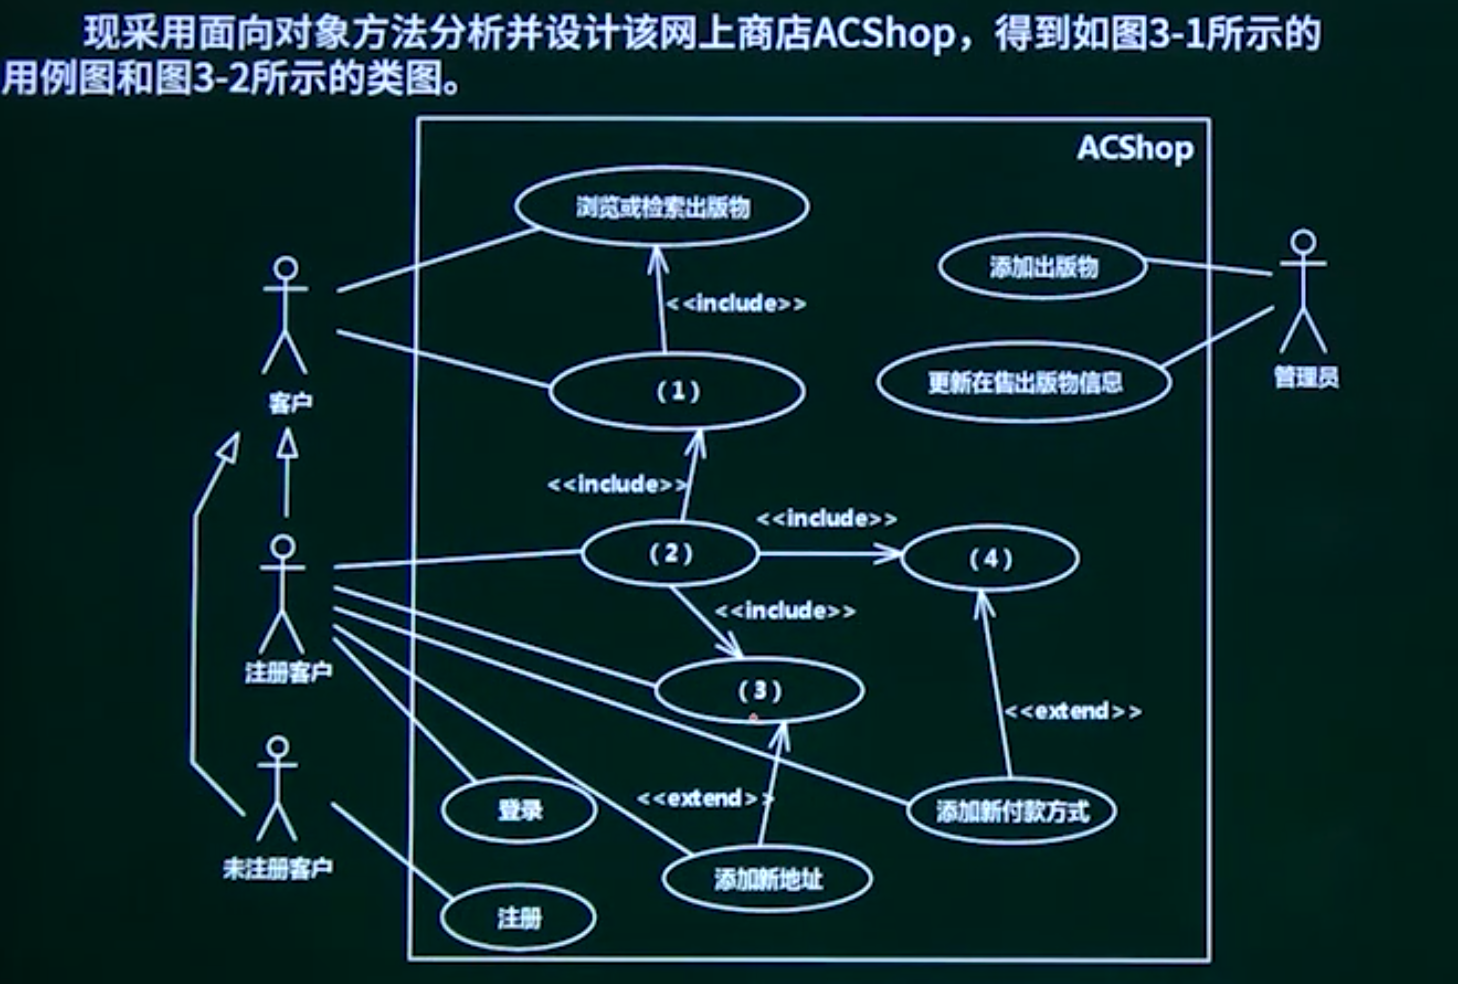 现采用面向对象方法分析并设计该网上商店ACShop，得到如图3-1所示的
用例图和图3-2所示的类图。
ACShop
浏览或检索出版物
添加出版物
<<include>>
客户
（1）
更新在售出版物信息
管理员
<<include>>
<<include>>
（2）
（4）
<<include>>
注册客户
（3）
<<extend>>
<<extend>>
登录
添加新付款方式
未注册客户
添加新地址
注册